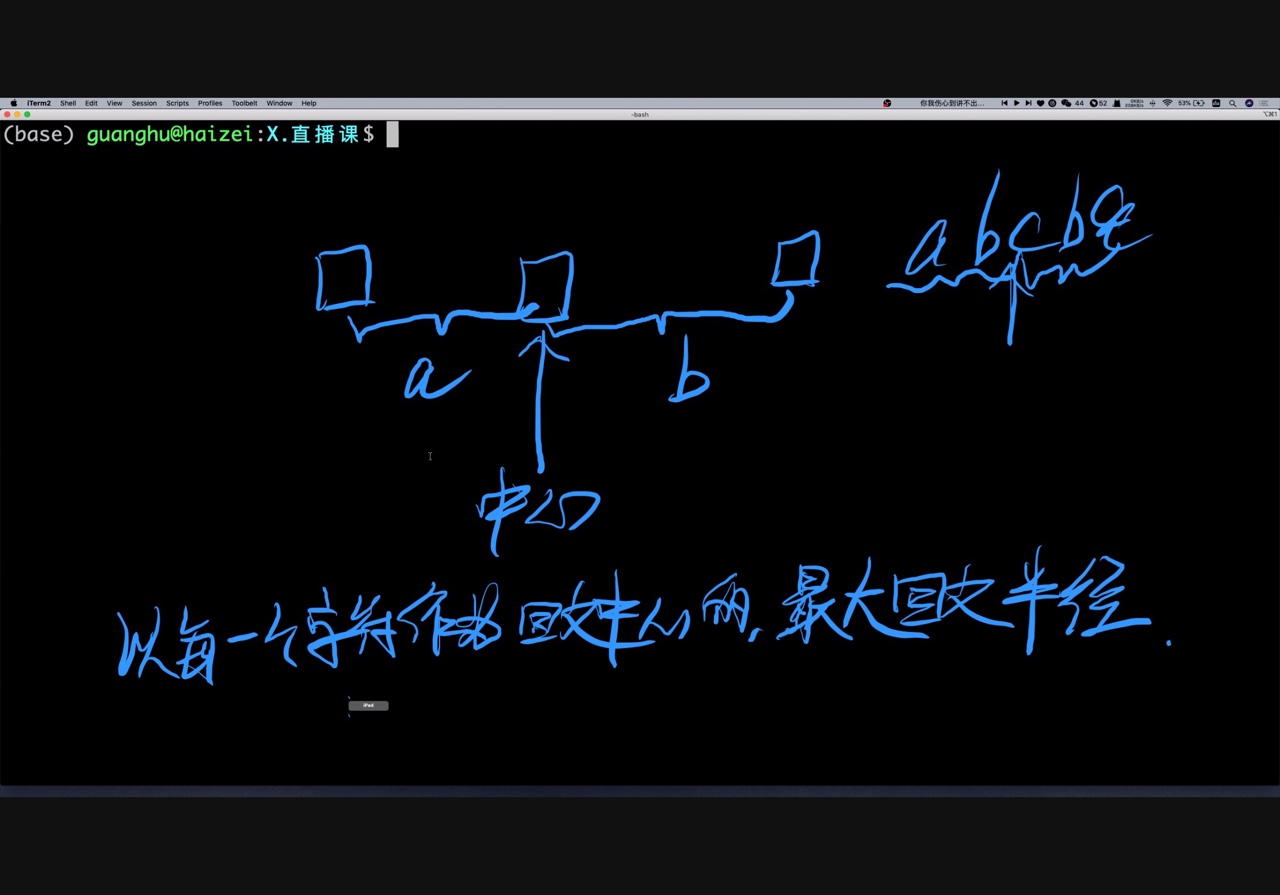 iTerm2 Shell Edit View Session Scripts Profiles Toolbelt Window Help 你我伤心到讲不出... 44 52 53%
-bash ⌥⌘1
(base) guanghu@haizei:X.直播课$
abcba
a b
中心
以每一个字符作为回文中心的,最大回文半径.
iPad